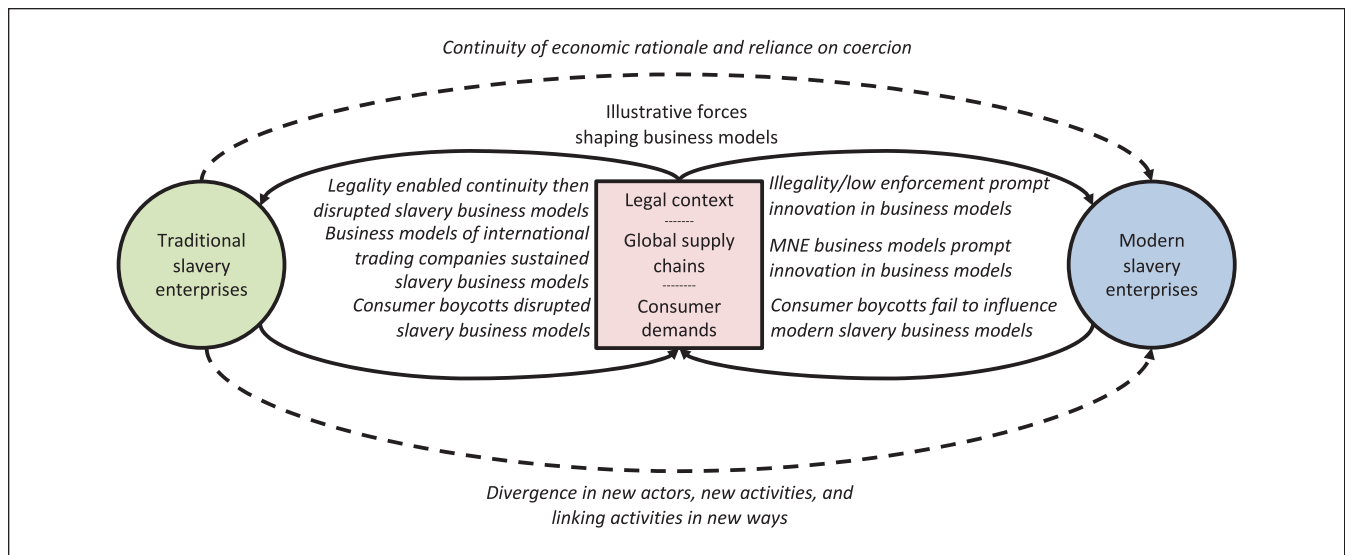 Continuity of economic rationale and reliance on coercion
Illustrative forces
shaping business models
Traditional
slavery
enterprises
Legality enabled continuity then
disrupted slavery business models
Business models of international
trading companies sustained
slavery business models
Consumer boycotts disrupted
slavery business models
Legal context
-------
Global supply
chains
--------
Consumer
demands
Illegality/low enforcement prompt
innovation in business models
MNE business models prompt
innovation in business models
Consumer boycotts fail to influence
modern slavery business models
Modern
slavery
enterprises
Divergence in new actors, new activities, and
linking activities in new ways